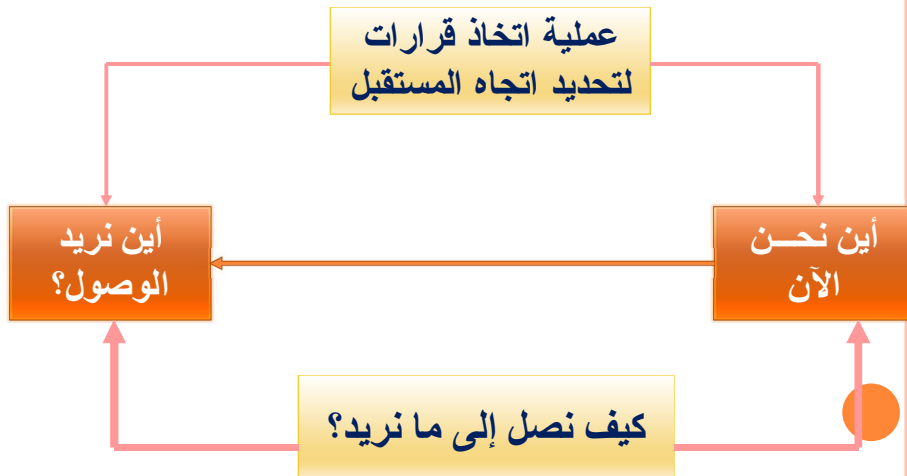 عملية اتخاذ قرارات
لتحديد اتجاه المستقبل
أين نحـــن
الآن
أين نريد
الوصول؟
كيف نصل إلى ما نريد؟